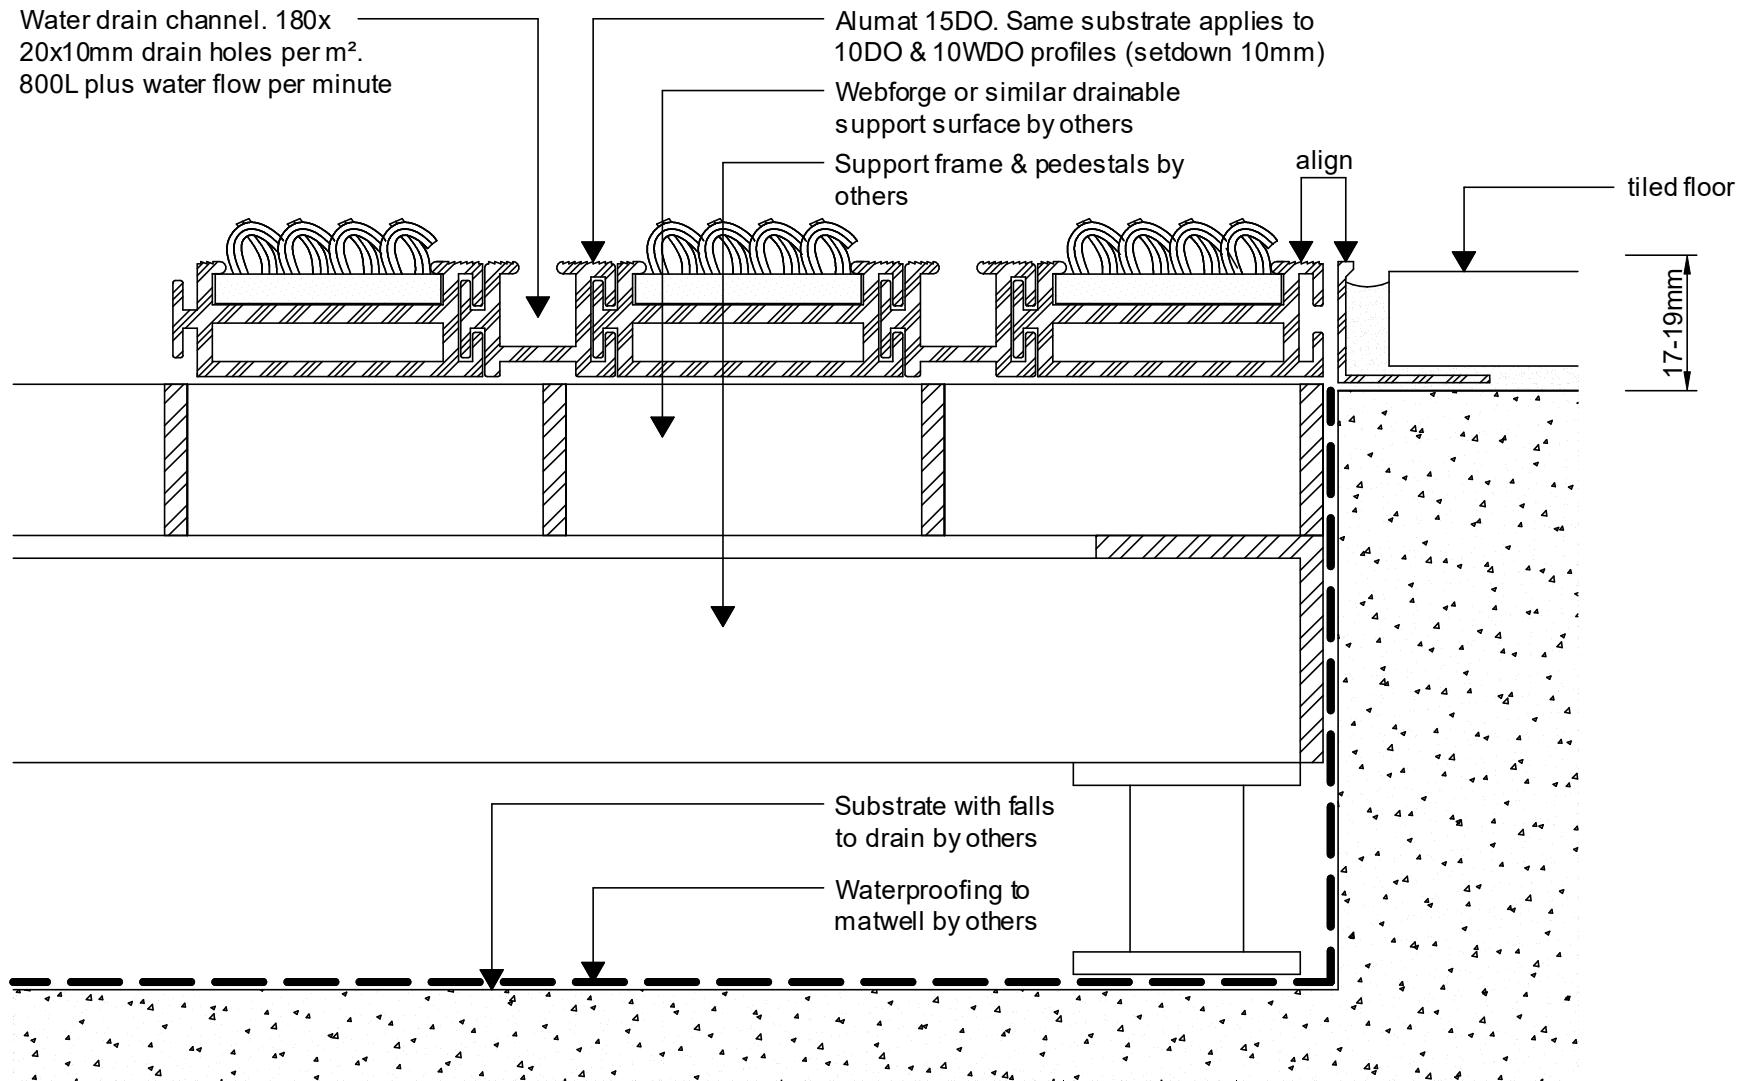 Water drain channel. 180x
20x10mm drain holes per m².
800L plus water flow per minute
Alumat 15DO. Same substrate applies to
10DO & 10WDO profiles (setdown 10mm)
Webforge or similar drainable
support surface by others
Support frame & pedestals by
others
align
tiled floor
17-19mm
Substrate with falls
to drain by others
Waterproofing to
matwell by others